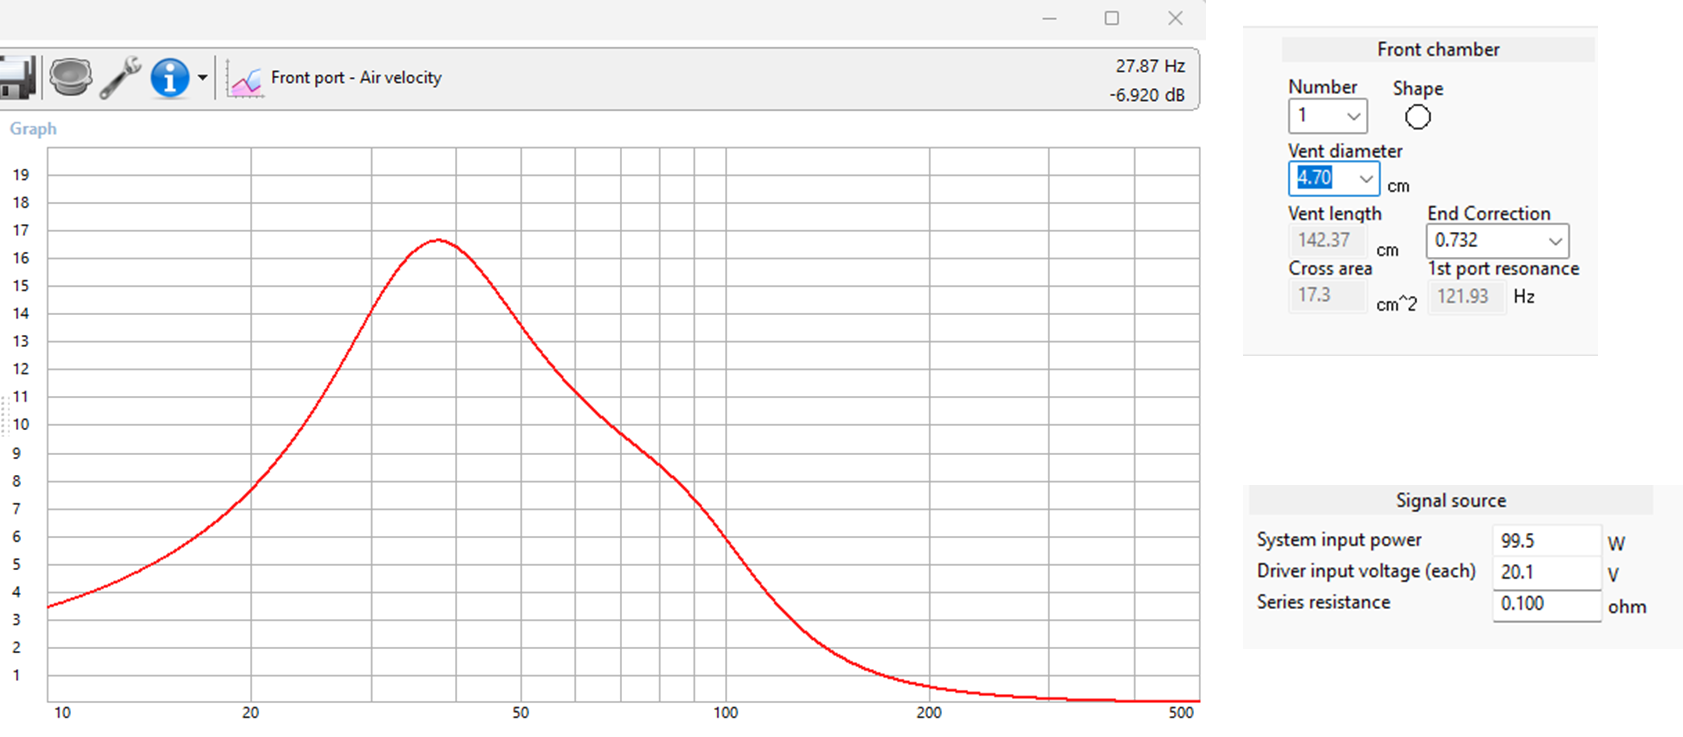 Front port - Air velocity
27.87 Hz
-6.920 dB
Graph
19
18
17
16
15
14
13
12
11
10
9
8
7
6
5
4
3
2
1
10 20 50 100 200 500
Front chamber
Number Shape
1
Vent diameter
4.70 cm
Vent length End Correction
142.37 cm 0.732
Cross area 1st port resonance
17.3 cm^2 121.93 Hz
Signal source
System input power 99.5 W
Driver input voltage (each) 20.1 V
Series resistance 0.100 ohm